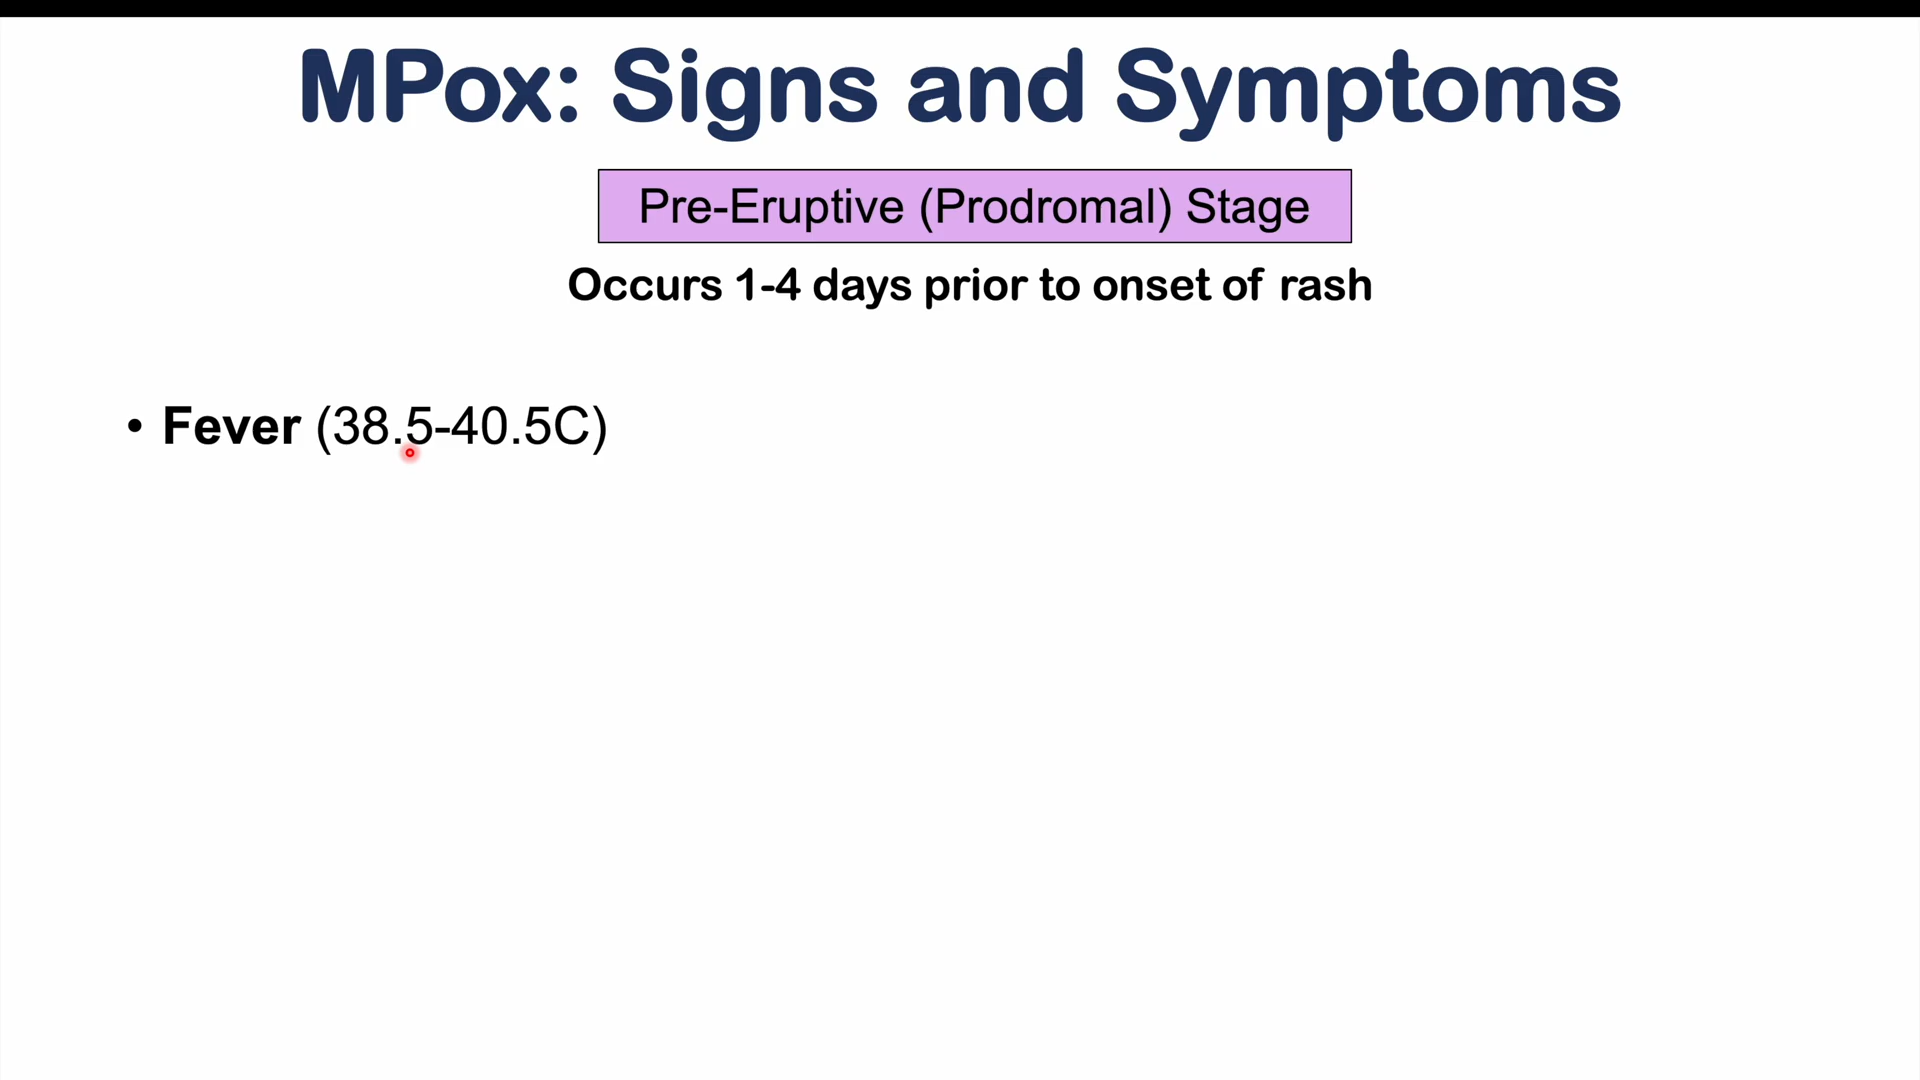 MPox: Signs and Symptoms
Pre-Eruptive (Prodromal) Stage
Occurs 1-4 days prior to onset of rash
• Fever (38.5-40.5C)